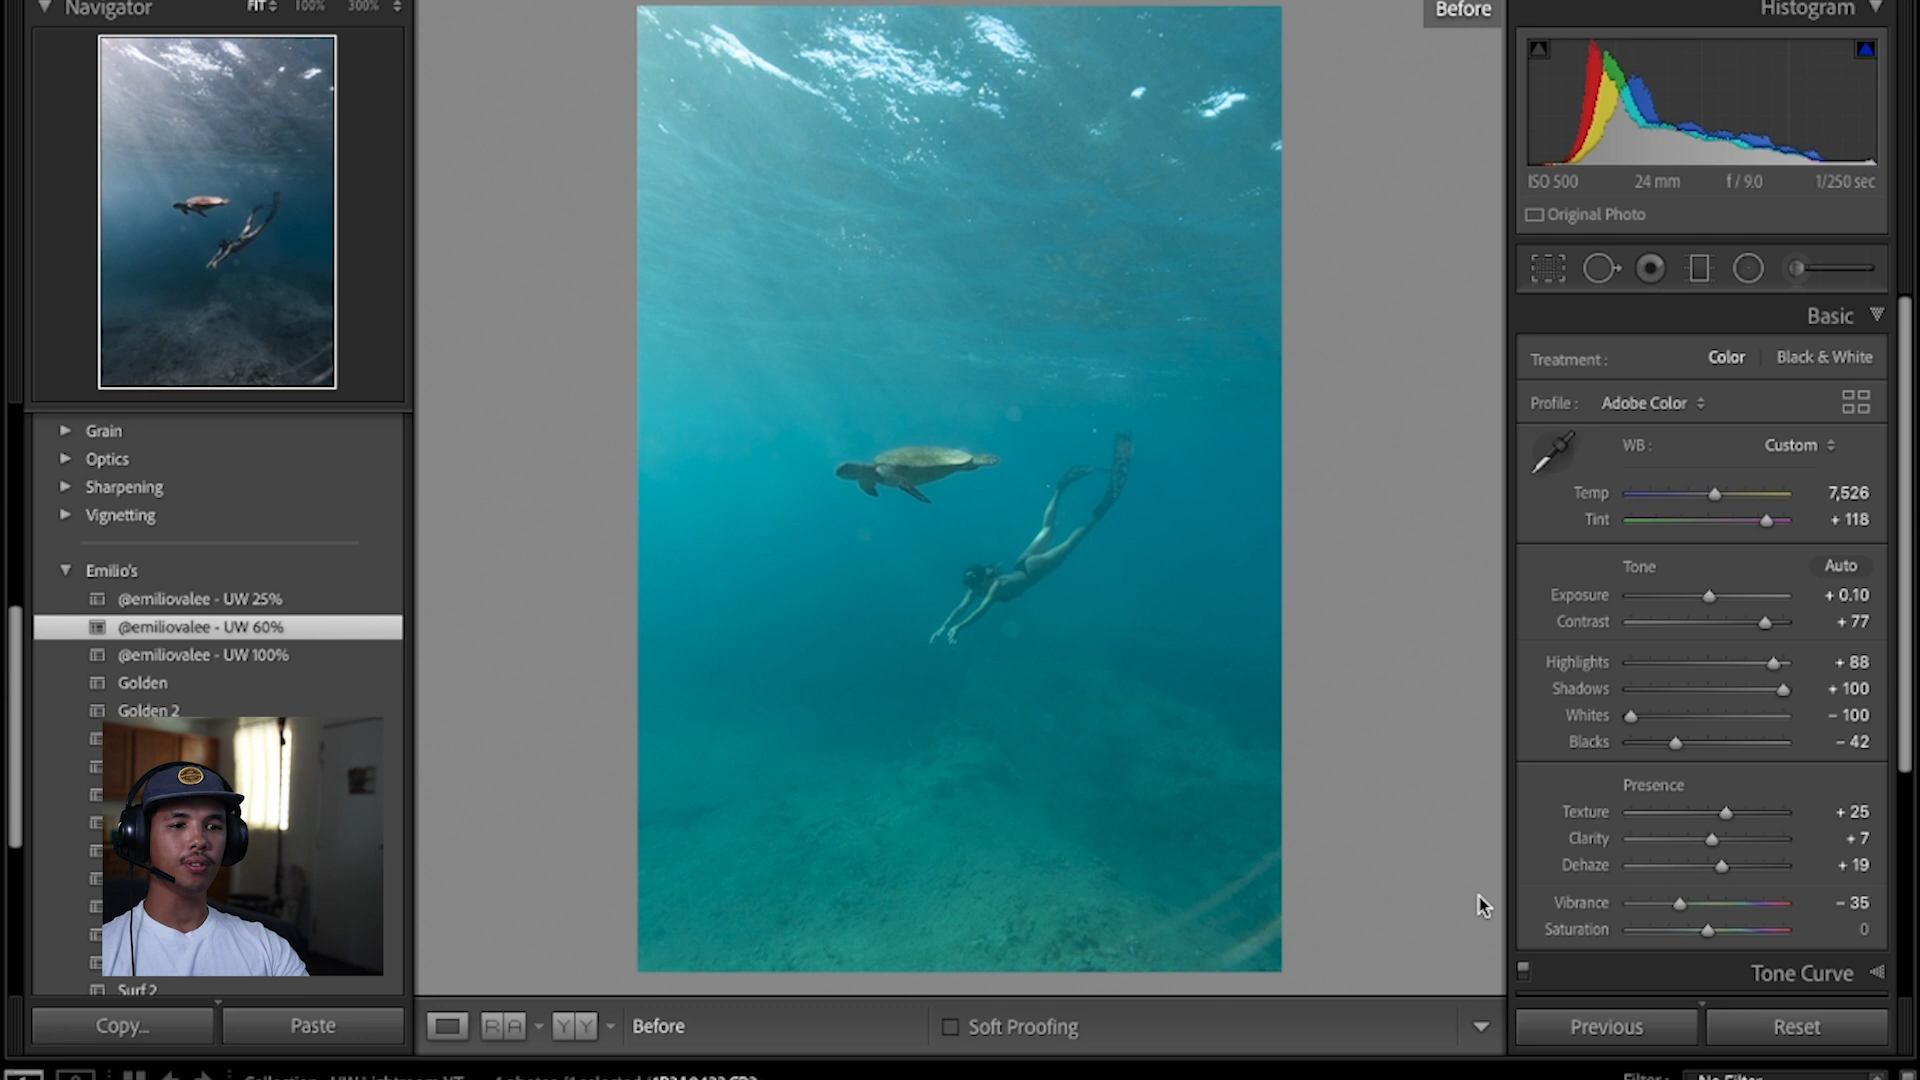 Navigator FIT 100% 300%
Before
Histogram
ISO 500 24 mm f / 9.0 1/250 sec
Original Photo
Basic
Treatment : Color Black & White
Profile : Adobe Color
WB : Custom
Temp 7,526
Tint + 118
Tone Auto
Exposure + 0.10
Contrast + 77
Highlights + 88
Shadows + 100
Whites - 100
Blacks - 42
Presence
Texture + 25
Clarity + 7
Dehaze + 19
Vibrance - 35
Saturation 0
Tone Curve
Previous Reset
Grain
Optics
Sharpening
Vignetting
Emilio's
@emiliovalee - UW 25%
@emiliovalee - UW 60%
@emiliovalee - UW 100%
Golden
Golden 2
Surf 2
Copy... Paste
R A Y Y Before Soft Proofing